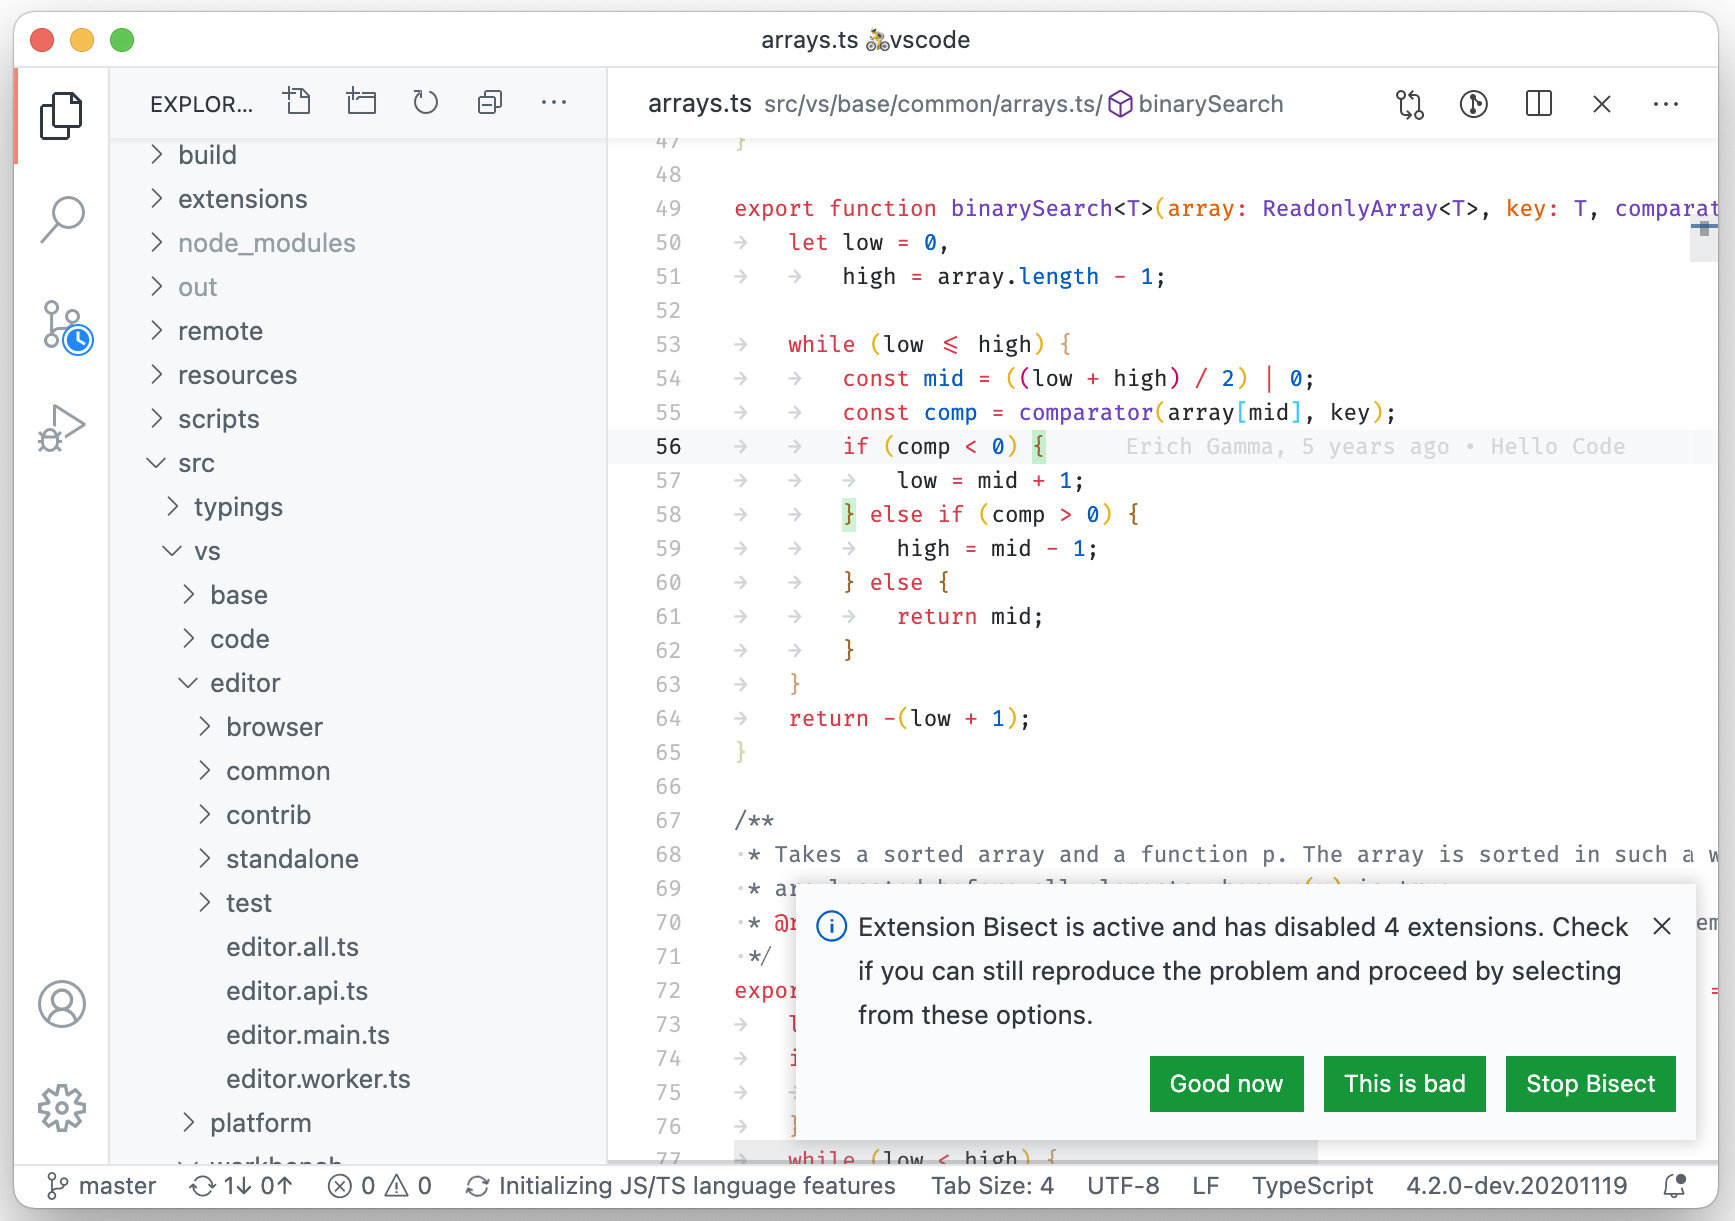 arrays.ts 🚴vscode
EXPLOR...
build
extensions
node_modules
out
remote
resources
scripts
src
typings
vs
base
code
editor
browser
common
contrib
standalone
test
editor.all.ts
editor.api.ts
editor.main.ts
editor.worker.ts
platform
workbench
arrays.ts src/vs/base/common/arrays.ts/ binarySearch
47 }
48
49 export function binarySearch<T>(array: ReadonlyArray<T>, key: T, comparat
50 let low = 0,
51 high = array.length - 1;
52
53 while (low <= high) {
54 const mid = ((low + high) / 2) | 0;
55 const comp = comparator(array[mid], key);
56 if (comp < 0) { Erich Gamma, 5 years ago • Hello Code
57 low = mid + 1;
58 } else if (comp > 0) {
59 high = mid - 1;
60 } else {
61 return mid;
62 }
63 }
64 return -(low + 1);
65 }
66
67 /**
68 * Takes a sorted array and a function p. The array is sorted in such a w
69 * are located before all elements where p(x) is true
70 * @r em
71 */
72 expor =
73 l
74 i
75
76 }
77 while (low < high) {
Extension Bisect is active and has disabled 4 extensions. Check
if you can still reproduce the problem and proceed by selecting
from these options.
Good now This is bad Stop Bisect
master 1↓ 0↑ 0 0 Initializing JS/TS language features Tab Size: 4 UTF-8 LF TypeScript 4.2.0-dev.20201119